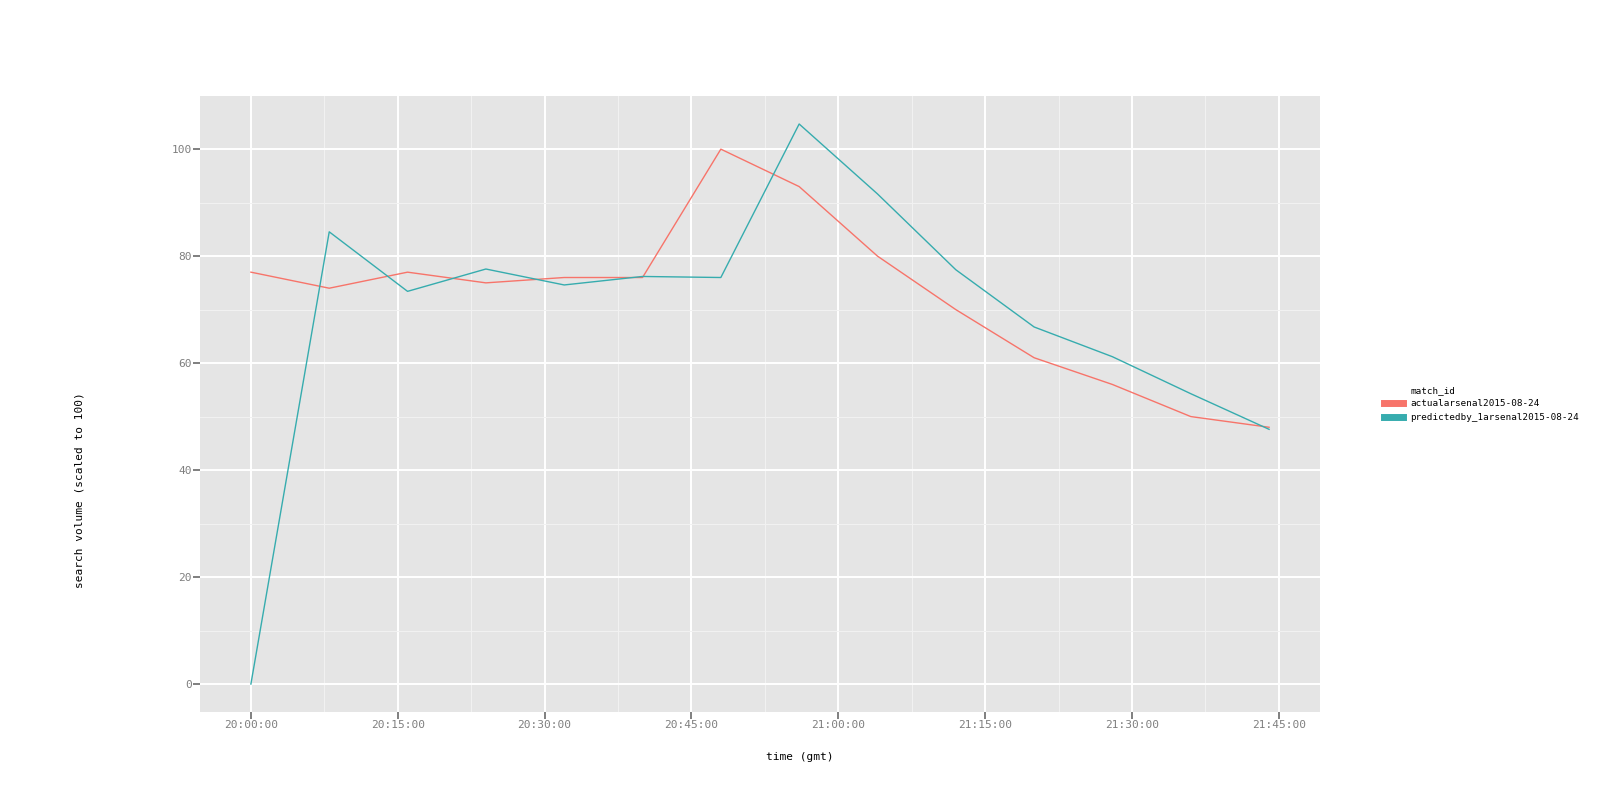 100
80
60
40
20
0
search volume (scaled to 100)
20:00:00 20:15:00 20:30:00 20:45:00 21:00:00 21:15:00 21:30:00 21:45:00
time (gmt)
match_id
actualarsenal2015-08-24
predictedby_1arsenal2015-08-24